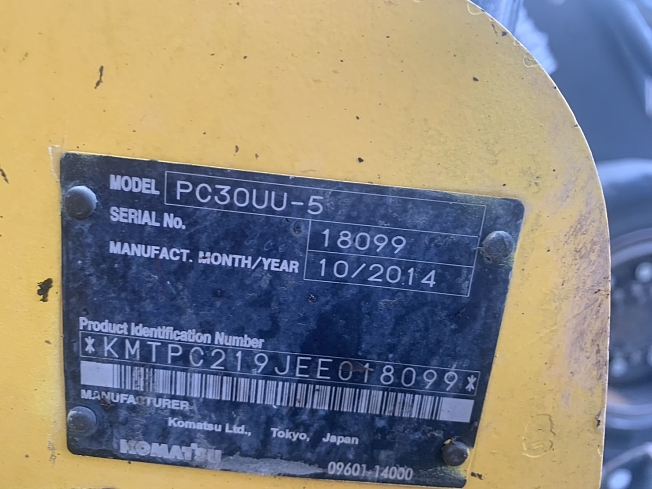 MODEL PC30UU-5
SERIAL No. 18099
MANUFACT. MONTH/YEAR 10/2014
Product Identification Number
*KMTPC219JEE018099*
MANUFACTURER
Komatsu Ltd., Tokyo, Japan
KOMATSU
09601-14000